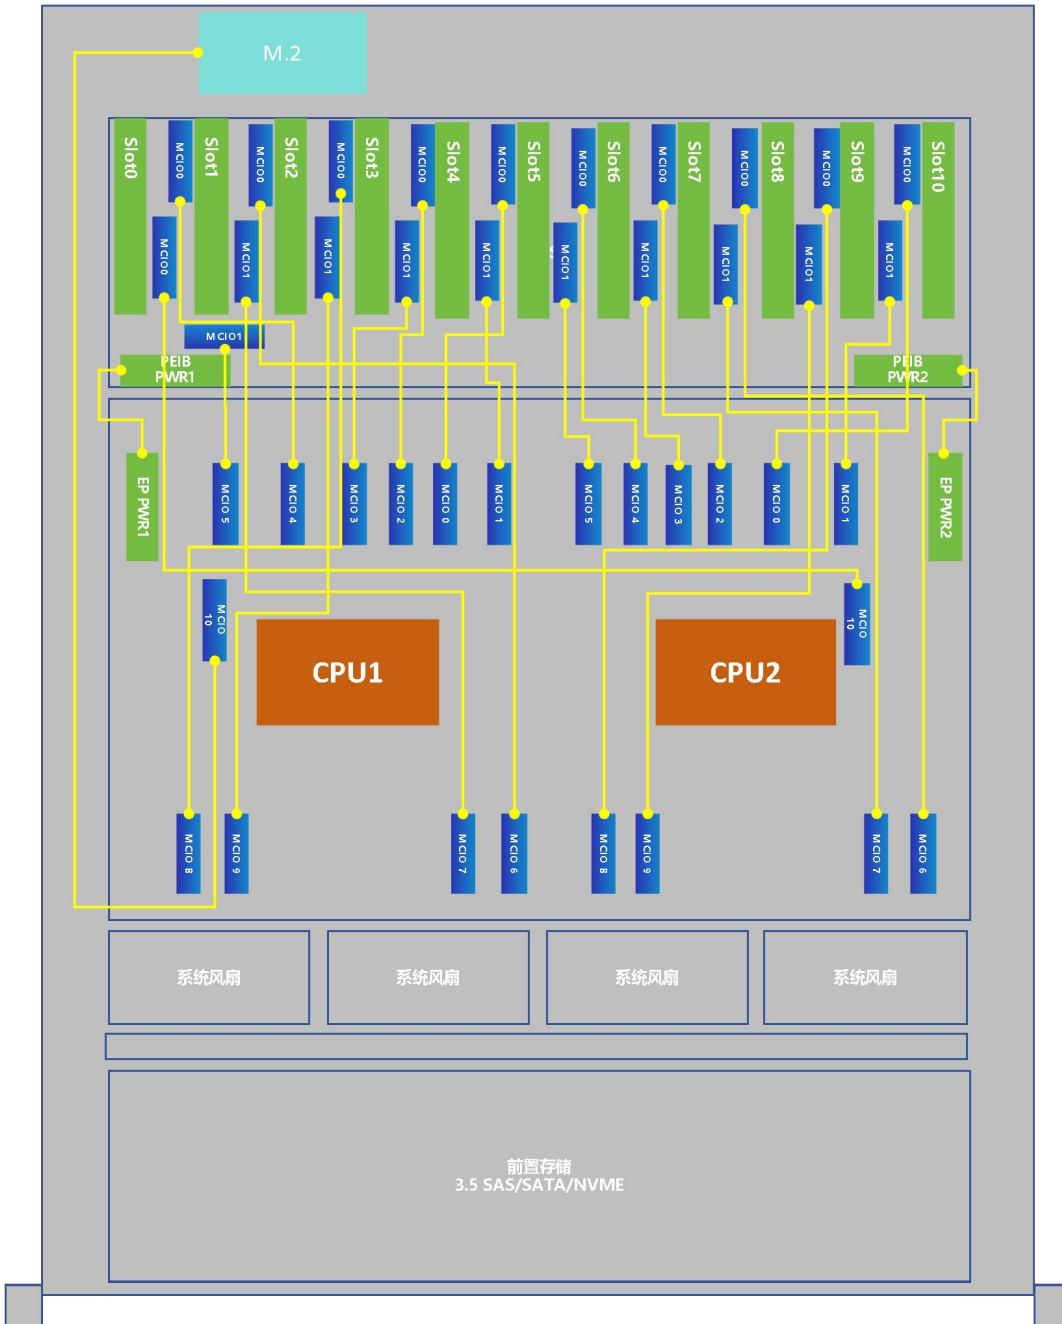 M.2
Slot0
MCIO0
Slot1
MCIO0
Slot2
MCIO0
Slot3
MCIO0
Slot4
MCIO0
Slot5
MCIO0
Slot6
MCIO0
Slot7
MCIO0
Slot8
MCIO0
Slot9
MCIO0
Slot10
MCIO0
MCIO1
MCIO1
MCIO1
MCIO1
MCIO1
MCIO1
MCIO1
MCIO1
MCIO1
MCIO1
PEIB
PWR1
PEIB
PWR2
EP PWR1
MCIO 5
MCIO 4
MCIO 3
MCIO 2
MCIO 0
MCIO 1
MCIO 5
MCIO 4
MCIO 3
MCIO 2
MCIO 0
MCIO 1
EP PWR2
MCIO
10
MCIO
10
CPU1
CPU2
MCIO 8
MCIO 9
MCIO 7
MCIO 6
MCIO 8
MCIO 9
MCIO 7
MCIO 6
系统风扇
系统风扇
系统风扇
系统风扇
前置存储
3.5 SAS/SATA/NVME